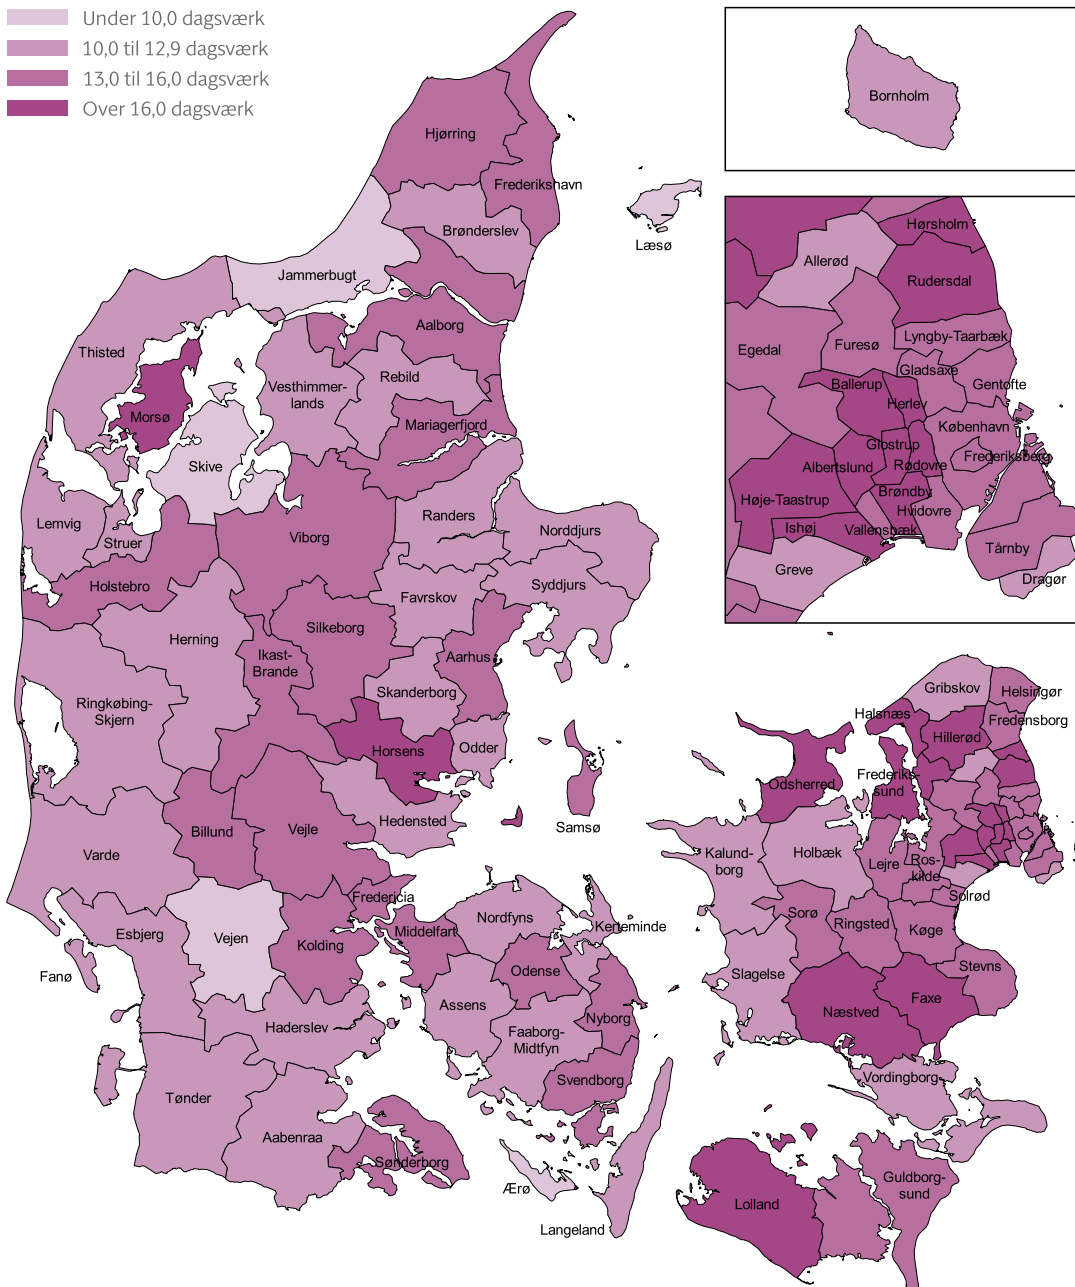 Under 10,0 dagsværk
10,0 til 12,9 dagsværk
13,0 til 16,0 dagsværk
Over 16,0 dagsværk
Bornholm
Hjørring
Frederikshavn
Brønderslev
Læsø
Jammerbugt
Aalborg
Thisted
Rebild
Vesthimmer-
lands
Morsø
Mariagerfjord
Skive
Lemvig
Struer
Viborg
Randers
Norddjurs
Holstebro
Favrskov
Syddjurs
Herning
Silkeborg
Ikast-
Brande
Aarhus
Skanderborg
Ringkøbing-
Skjern
Horsens
Odder
Hedensted
Samsø
Billund
Vejle
Varde
Fredericia
Esbjerg
Vejen
Kolding
Middelfart
Nordfyns
Kerteminde
Fanø
Odense
Assens
Haderslev
Faaborg-
Midtfyn
Nyborg
Svendborg
Tønder
Aabenraa
Sønderborg
Ærø
Langeland
Hørsholm
Allerød
Rudersdal
Egedal
Furesø
Lyngby-Taarbæk
Gladsaxe
Gentofte
Ballerup
Herlev
København
Glostrup
Frederiksberg
Albertslund
Rødovre
Høje-Taastrup
Brøndby
Hvidovre
Ishøj
Vallensbæk
Tårnby
Greve
Dragør
Gribskov
Helsingør
Halsnæs
Fredensborg
Hillerød
Odsherred
Frederiks-
sund
Kalund-
borg
Holbæk
Lejre
Ros-
kilde
Solrød
Sorø
Ringsted
Køge
Slagelse
Stevns
Næstved
Faxe
Vordingborg
Guldborg-
sund
Lolland